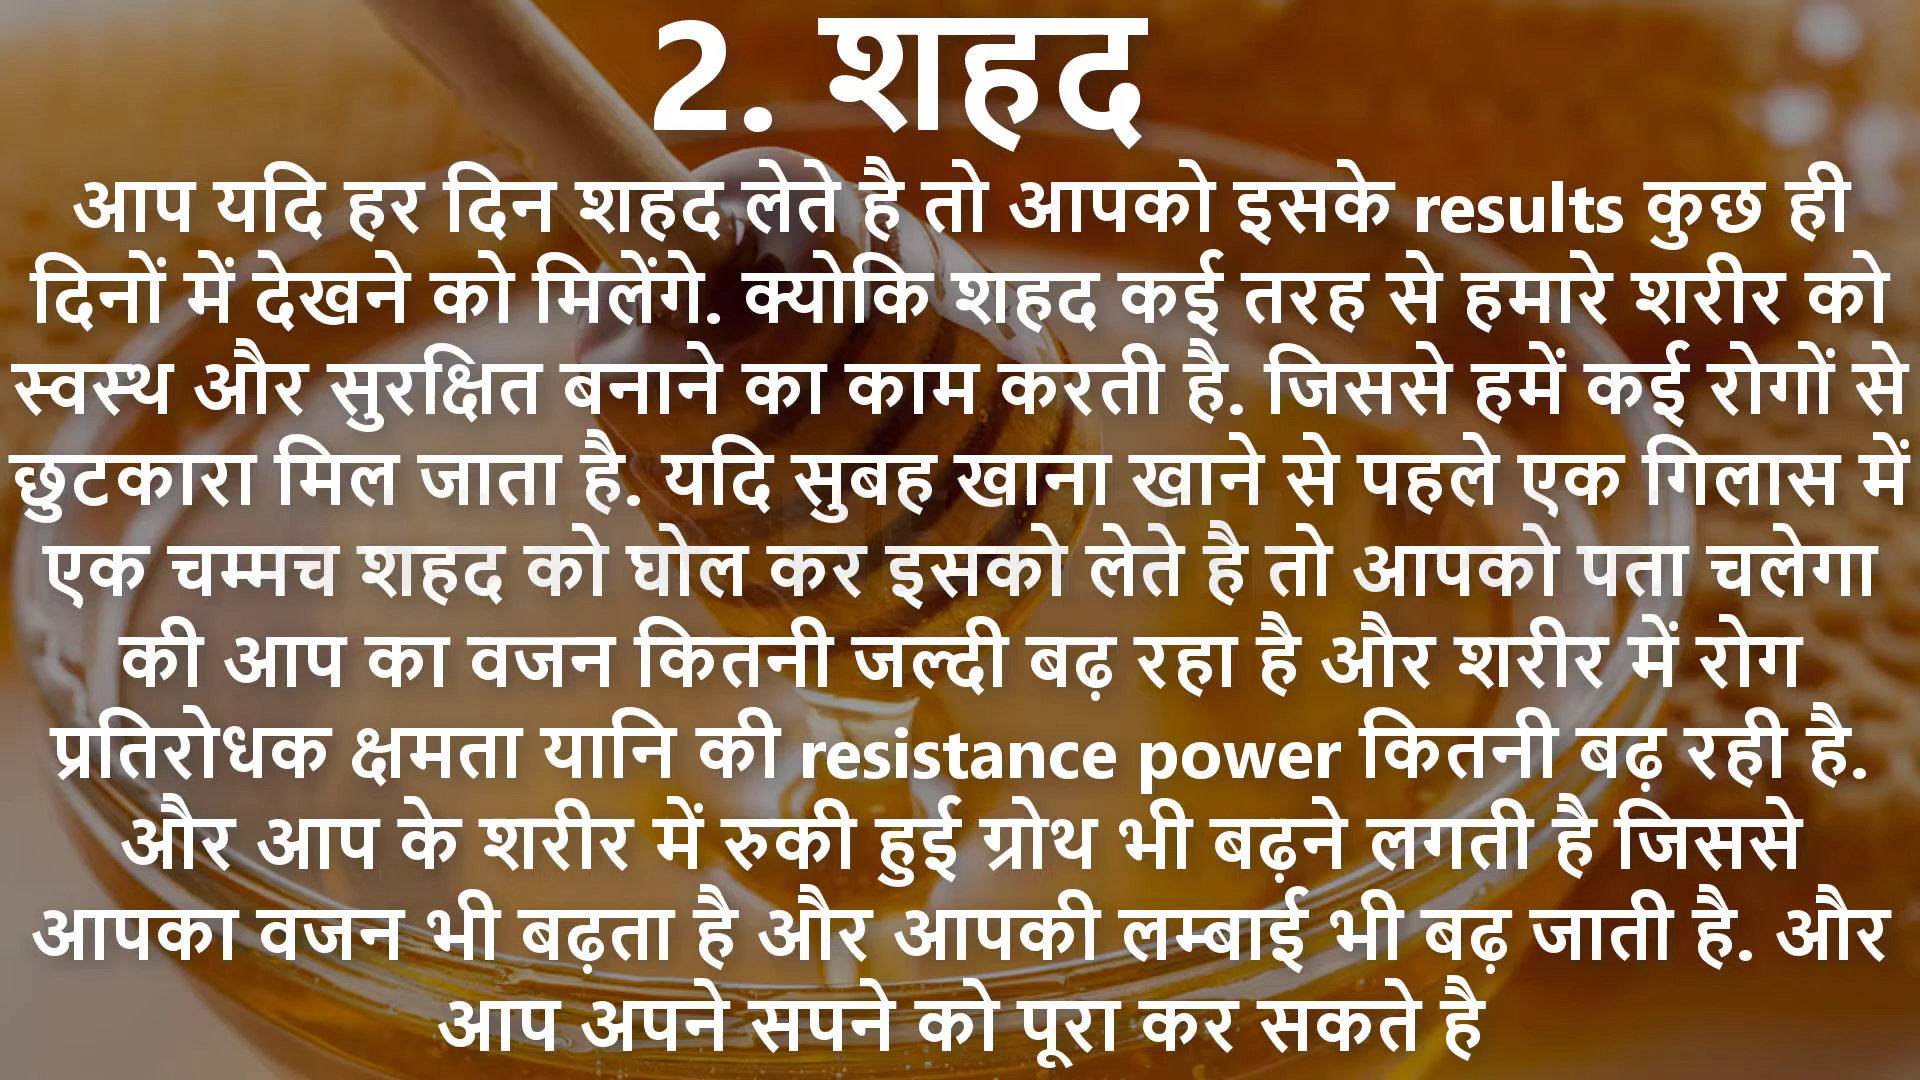 2. शहद
आप यदि हर दिन शहद लेते है तो आपको इसके results कुछ ही
दिनों में देखने को मिलेंगे. क्योकि शहद कई तरह से हमारे शरीर को
स्वस्थ और सुरक्षित बनाने का काम करती है. जिससे हमें कई रोगों से
छुटकारा मिल जाता है. यदि सुबह खाना खाने से पहले एक गिलास में
एक चम्मच शहद को घोल कर इसको लेते है तो आपको पता चलेगा
की आप का वजन कितनी जल्दी बढ़ रहा है और शरीर में रोग
प्रतिरोधक क्षमता यानि की resistance power कितनी बढ़ रही है.
और आप के शरीर में रुकी हुई ग्रोथ भी बढ़ने लगती है जिससे
आपका वजन भी बढ़ता है और आपकी लम्बाई भी बढ़ जाती है. और
आप अपने सपने को पूरा कर सकते है